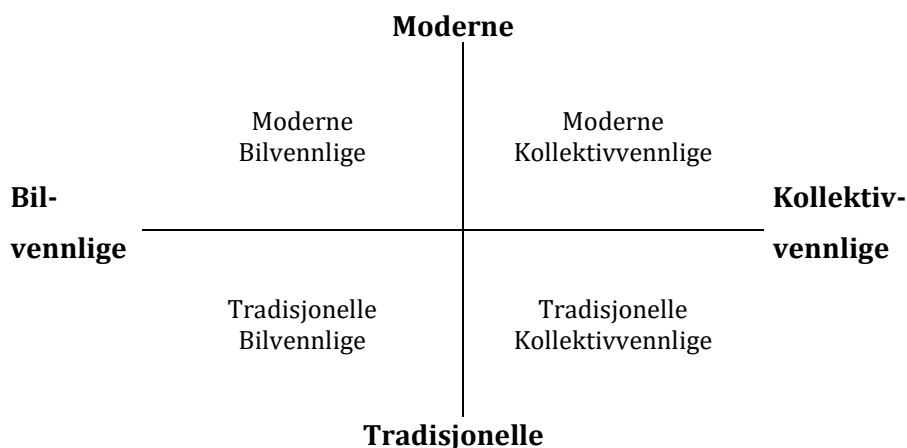 Moderne
Moderne
Bilvennlige
Moderne
Kollektivvennlige
Bil-
vennlige
Kollektiv-
vennlige
Tradisjonelle
Bilvennlige
Tradisjonelle
Kollektivvennlige
Tradisjonelle